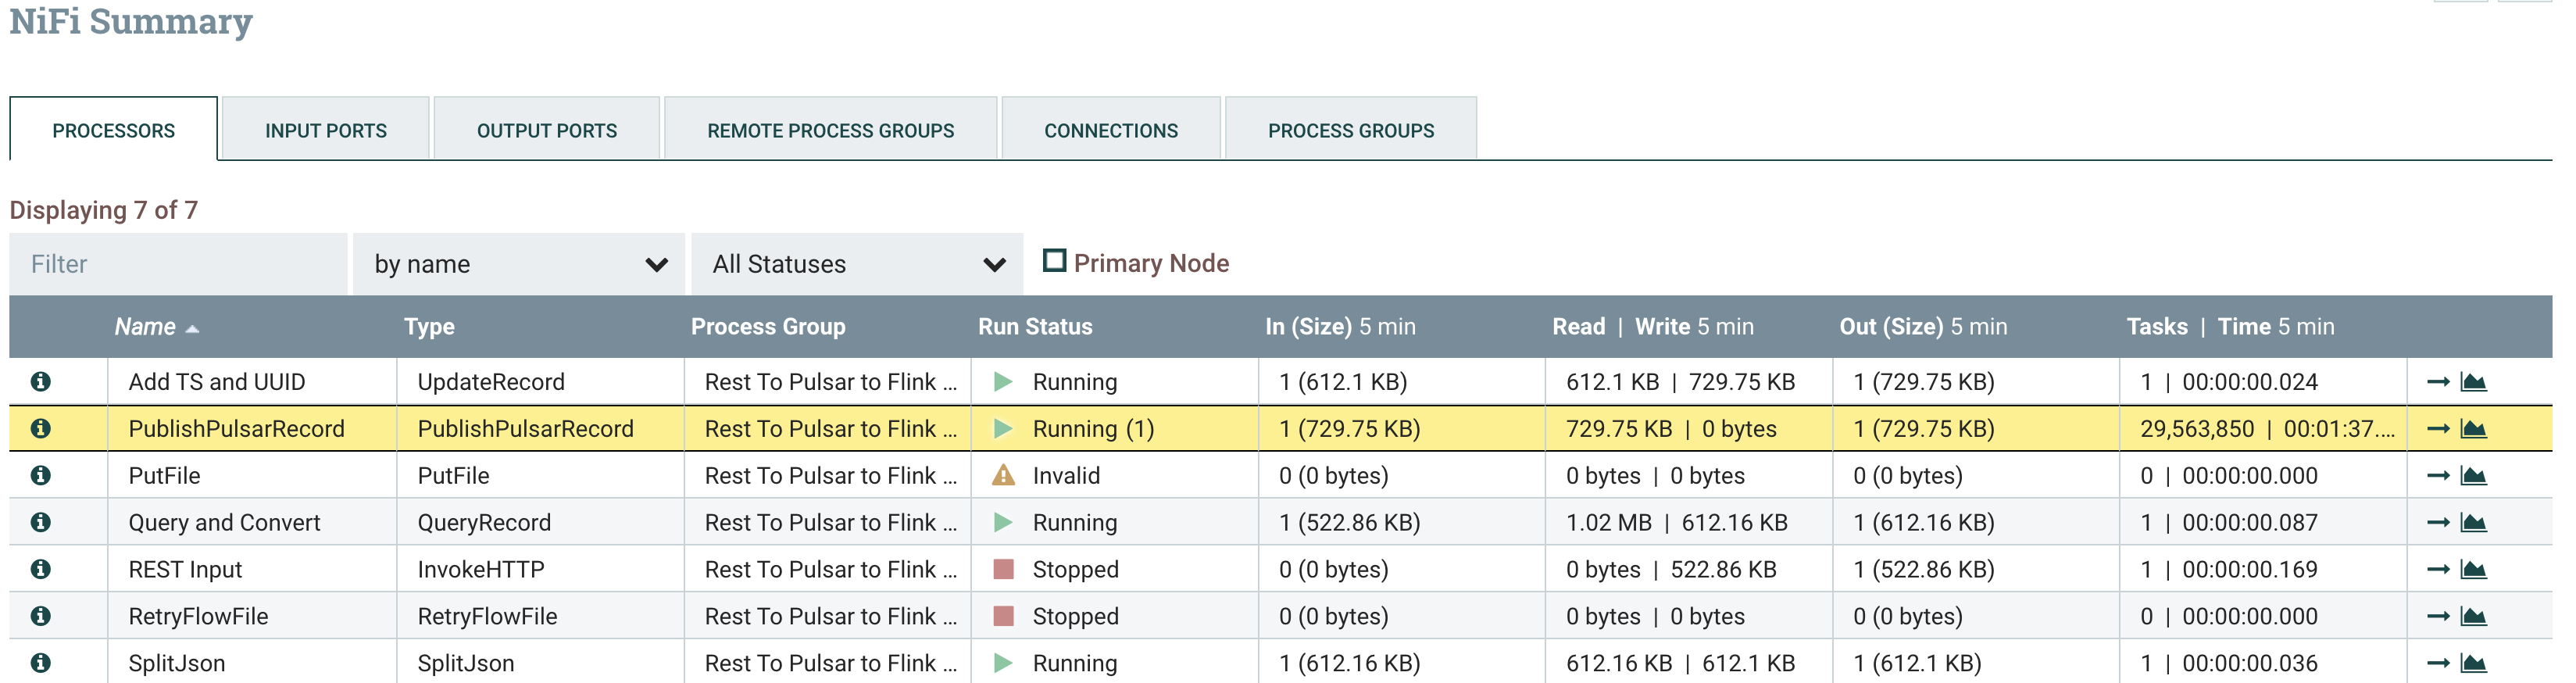 NiFi Summary
PROCESSORS INPUT PORTS OUTPUT PORTS REMOTE PROCESS GROUPS CONNECTIONS PROCESS GROUPS
Displaying 7 of 7
Filter by name All Statuses Primary Node
Name Type Process Group Run Status In (Size) 5 min Read | Write 5 min Out (Size) 5 min Tasks | Time 5 min
Add TS and UUID UpdateRecord Rest To Pulsar to Flink ... Running 1 (612.1 KB) 612.1 KB | 729.75 KB 1 (729.75 KB) 1 | 00:00:00.024
PublishPulsarRecord PublishPulsarRecord Rest To Pulsar to Flink ... Running (1) 1 (729.75 KB) 729.75 KB | 0 bytes 1 (729.75 KB) 29,563,850 | 00:01:37....
PutFile PutFile Rest To Pulsar to Flink ... Invalid 0 (0 bytes) 0 bytes | 0 bytes 0 (0 bytes) 0 | 00:00:00.000
Query and Convert QueryRecord Rest To Pulsar to Flink ... Running 1 (522.86 KB) 1.02 MB | 612.16 KB 1 (612.16 KB) 1 | 00:00:00.087
REST Input InvokeHTTP Rest To Pulsar to Flink ... Stopped 0 (0 bytes) 0 bytes | 522.86 KB 1 (522.86 KB) 1 | 00:00:00.169
RetryFlowFile RetryFlowFile Rest To Pulsar to Flink ... Stopped 0 (0 bytes) 0 bytes | 0 bytes 0 (0 bytes) 0 | 00:00:00.000
SplitJson SplitJson Rest To Pulsar to Flink ... Running 1 (612.16 KB) 612.16 KB | 612.1 KB 1 (612.1 KB) 1 | 00:00:00.036